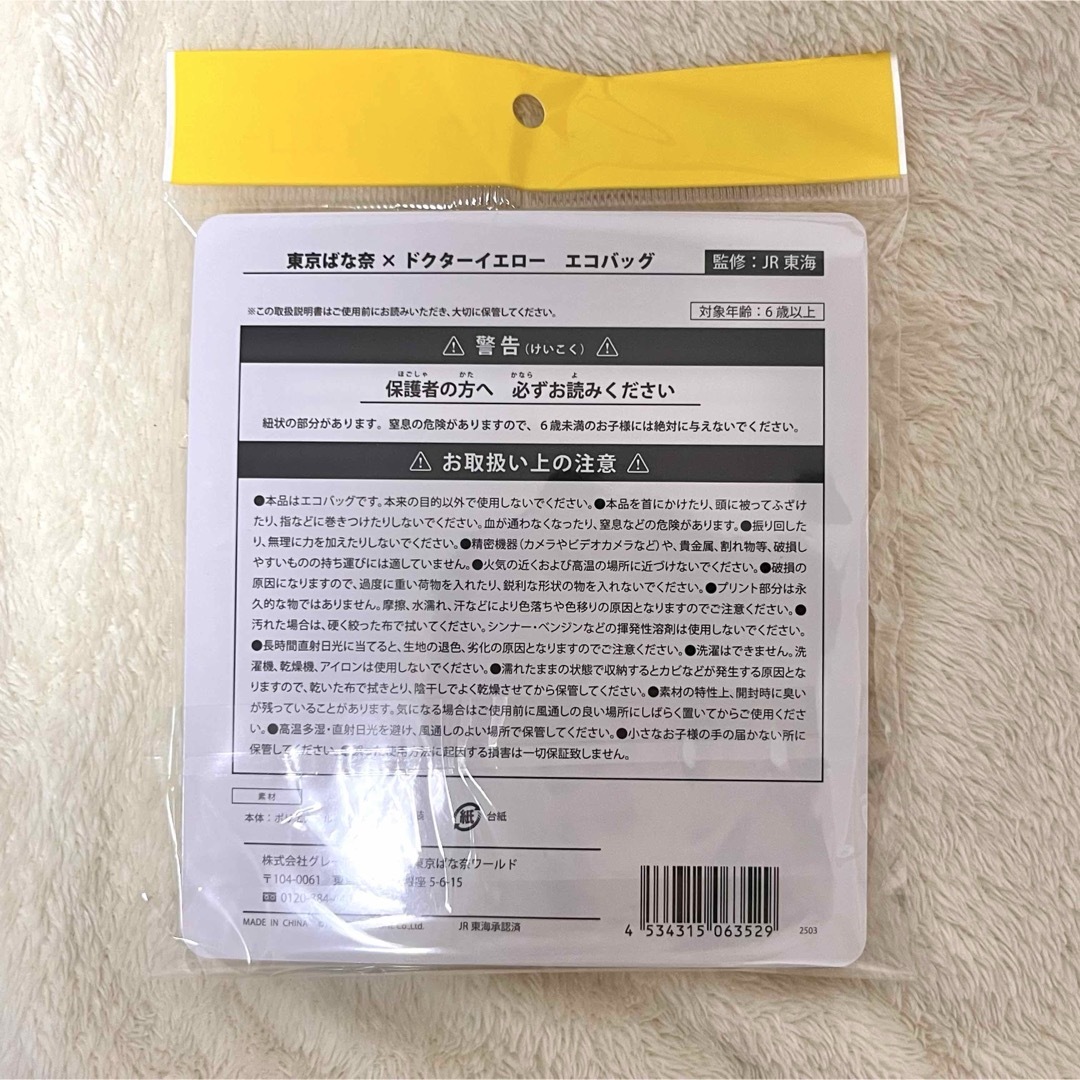 東京ばな奈×ドクターイエロー　エコバッグ
監修：JR東海
※この取扱説明書はご使用前にお読みいただき、大切に保管してください。
対象年齢：6歳以上
⚠ 警告(けいこく) ⚠
ほごしゃ かた かなら よ
保護者の方へ　必ずお読みください
紐状の部分があります。窒息の危険がありますので、6歳未満のお子様には絶対に与えないでください。
⚠ お取扱い上の注意 ⚠
●本品はエコバッグです。本来の目的以外で使用しないでください。●本品を首にかけたり、頭に被ってふざけ
たり、指などに巻きつけたりしないでください。血が通わなくなったり、窒息などの危険があります。●振り回した
り、無理に力を加えたりしないでください。●精密機器(カメラやビデオカメラなど)や、貴金属、割れ物等、破損し
やすいものの持ち運びには適していません。●火気の近くおよび高温の場所に近づけないでください。●破損の
原因になりますので、過度に重い荷物を入れたり、鋭利な形状の物を入れないでください。●プリント部分は永
久的な物ではありません。摩擦、水濡れ、汗などにより色落ちや色移りの原因となりますのでご注意ください。●
汚れた場合は、硬く絞った布で拭いてください。シンナー・ベンジンなどの揮発性溶剤は使用しないでください。
●長時間直射日光に当てると、生地の退色、劣化の原因となりますのでご注意ください。●洗濯はできません。洗
濯機、乾燥機、アイロンは使用しないでください。●濡れたままの状態で収納するとカビなどが発生する原因とな
りますので、乾いた布で拭きとり、陰干しでよく乾燥させてから保管してください。●素材の特性上、開封時に臭い
が残っていることがあります。気になる場合はご使用前に風通しの良い場所にしばらく置いてからご使用くださ
い。●高温多湿・直射日光を避け、風通しのよい場所で保管してください。●小さなお子様の手の届かない所に
保管してください。●誤った使用方法に起因する損害は一切保証致しません。
素材
本体：ポリ
紙 台紙
株式会社グレ 東京ばな奈ワールド
〒104-0061 銀座5-6-15
0120-384-
MADE IN CHINA Co.,Ltd. JR東海承認済
4 534315 063529
2503